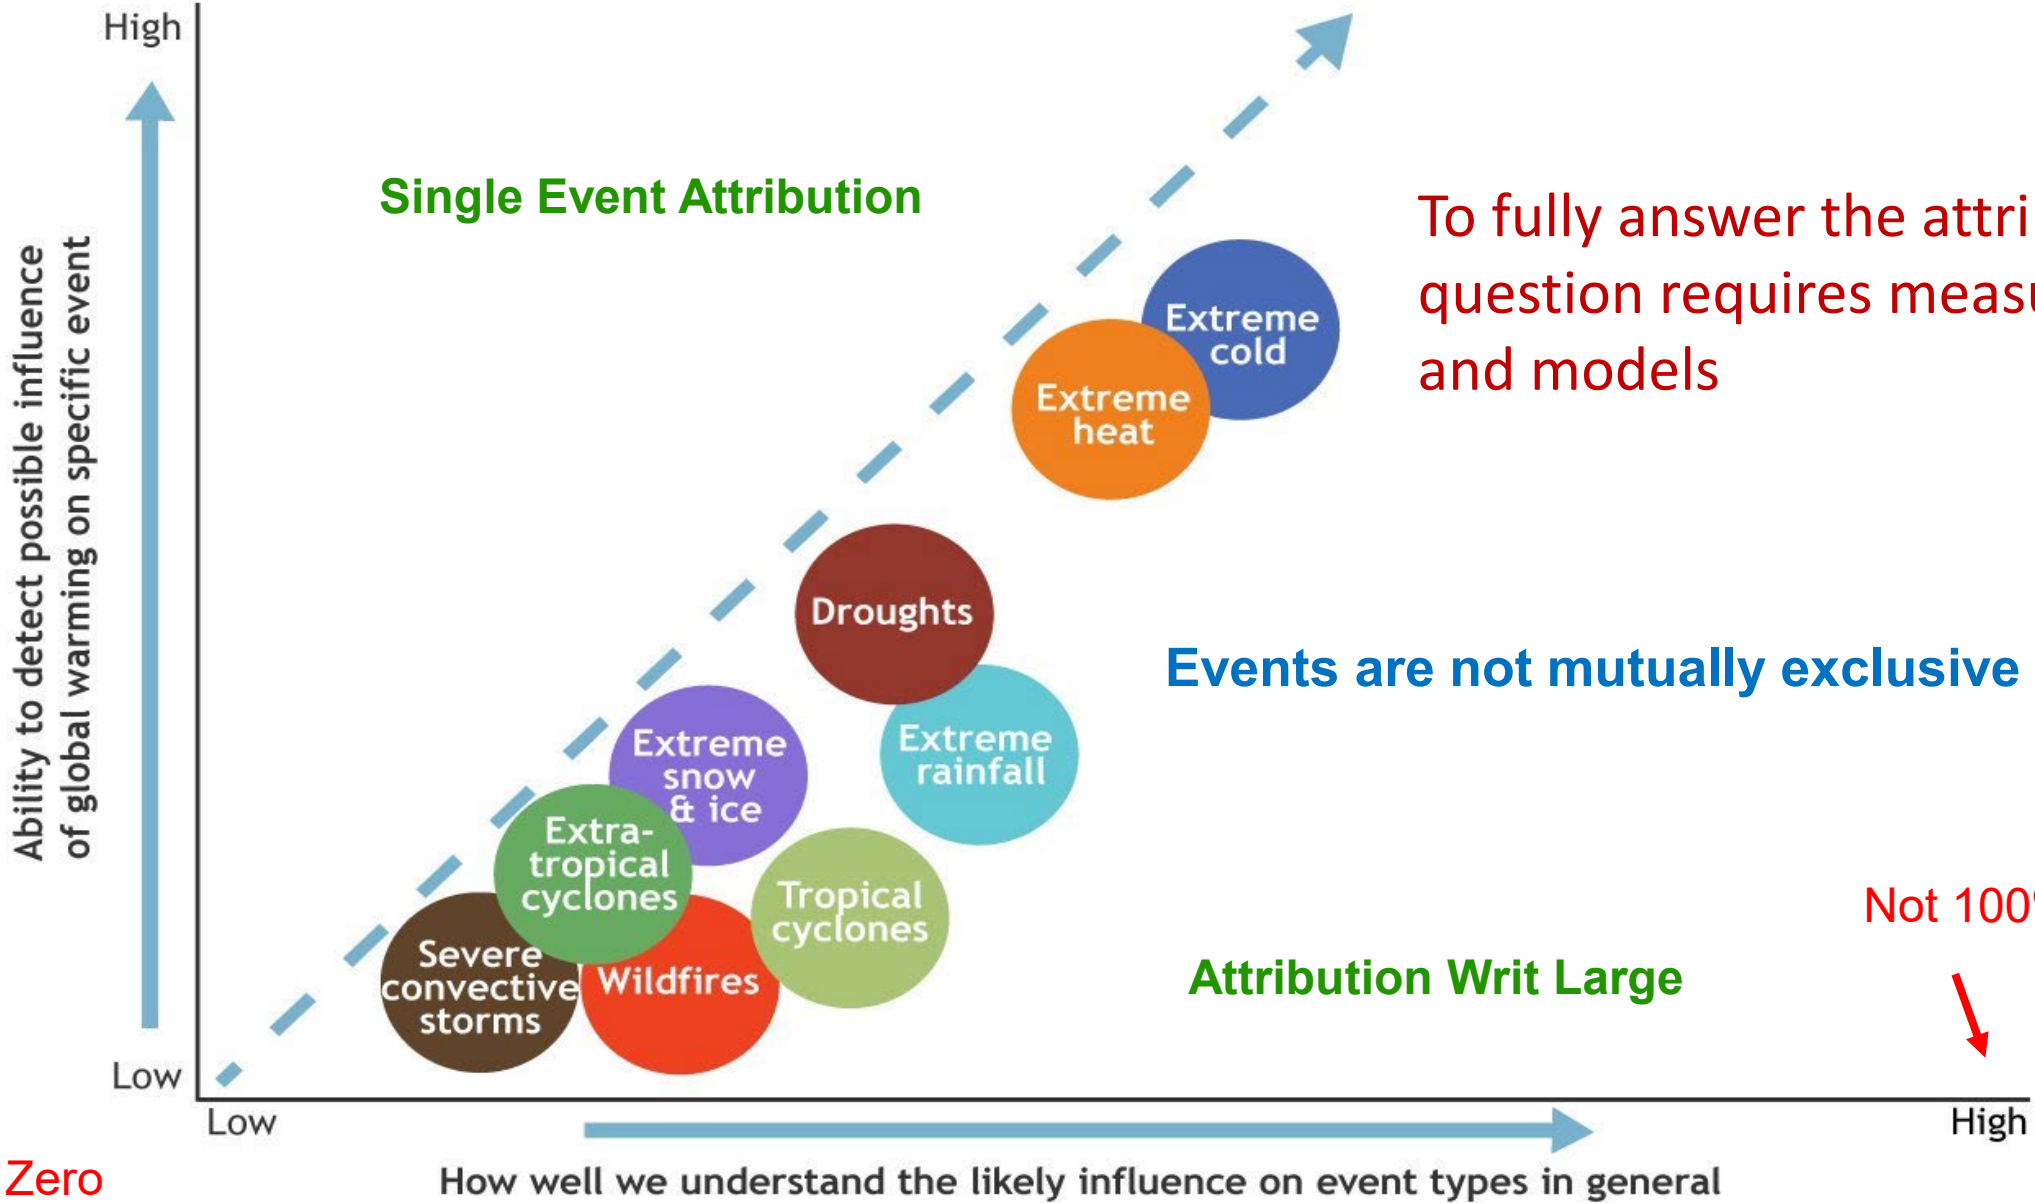 High
Single Event Attribution
To fully answer the attri
question requires measu
and models
Ability to detect possible influence
of global warming on specific event
Extreme
cold
Extreme
heat
Droughts
Events are not mutually exclusive
Extreme
snow
& ice
Extreme
rainfall
Extra-
tropical
cyclones
Tropical
cyclones
Not 100%
Severe
convective
storms
Wildfires
Attribution Writ Large
Low
Low
High
Zero
How well we understand the likely influence on event types in general